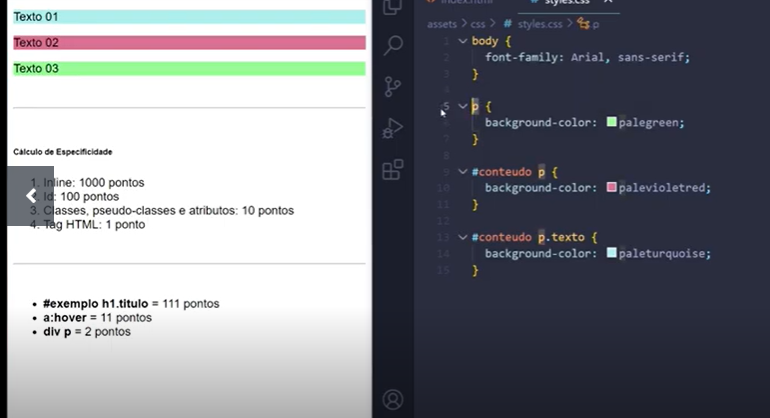 Texto 01
Texto 02
Texto 03
Cálculo de Especificidade
1. Inline: 1000 pontos
2. Id: 100 pontos
3. Classes, pseudo-classes e atributos: 10 pontos
4. Tag HTML: 1 ponto
#exemplo h1.titulo = 111 pontos
a:hover = 11 pontos
div p = 2 pontos
index.html styles.css
assets > css > styles.css > p
1 body {
2 font-family: Arial, sans-serif;
3 }
4
5 p {
6 background-color: palegreen;
7 }
8
9 #conteudo p {
10 background-color: palevioletred;
11 }
12
13 #conteudo p.texto {
14 background-color: paleturquoise;
15 }